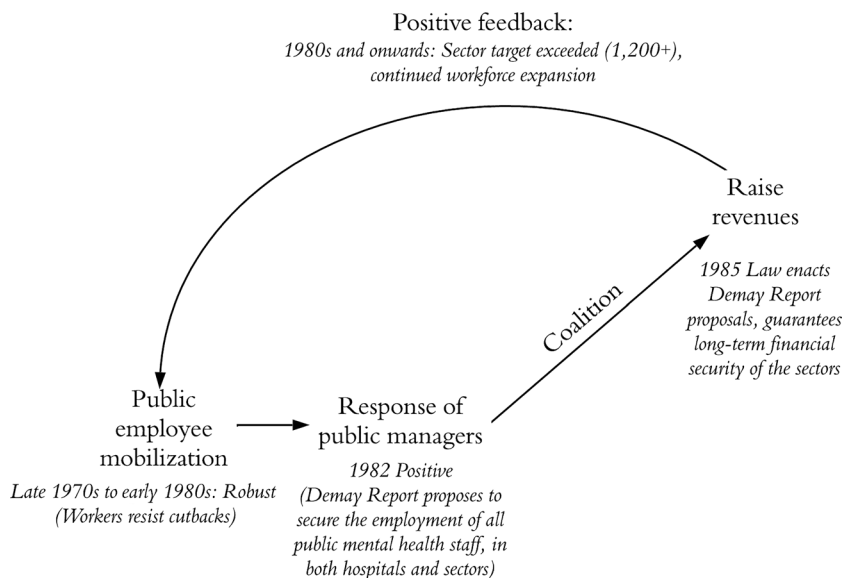 Positive feedback:
1980s and onwards: Sector target exceeded (1,200+),
continued workforce expansion
Raise
revenues
1985 Law enacts
Demay Report
proposals, guarantees
long-term financial
security of the sectors
Coalition
Public
employee
mobilization
Late 1970s to early 1980s: Robust
(Workers resist cutbacks)
Response of
public managers
1982 Positive
(Demay Report proposes to
secure the employment of all
public mental health staff, in
both hospitals and sectors)